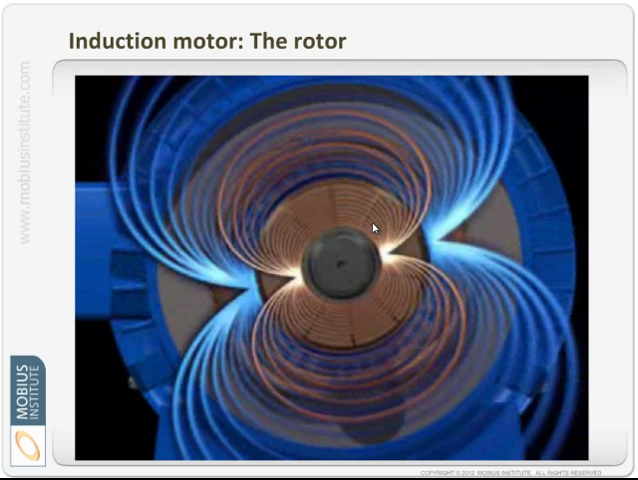 Induction motor: The rotor
www.mobiusinstitute.com
MOBIUS
INSTITUTE
COPYRIGHT © 2012 MOBIUS INSTITUTE. ALL RIGHTS RESERVED